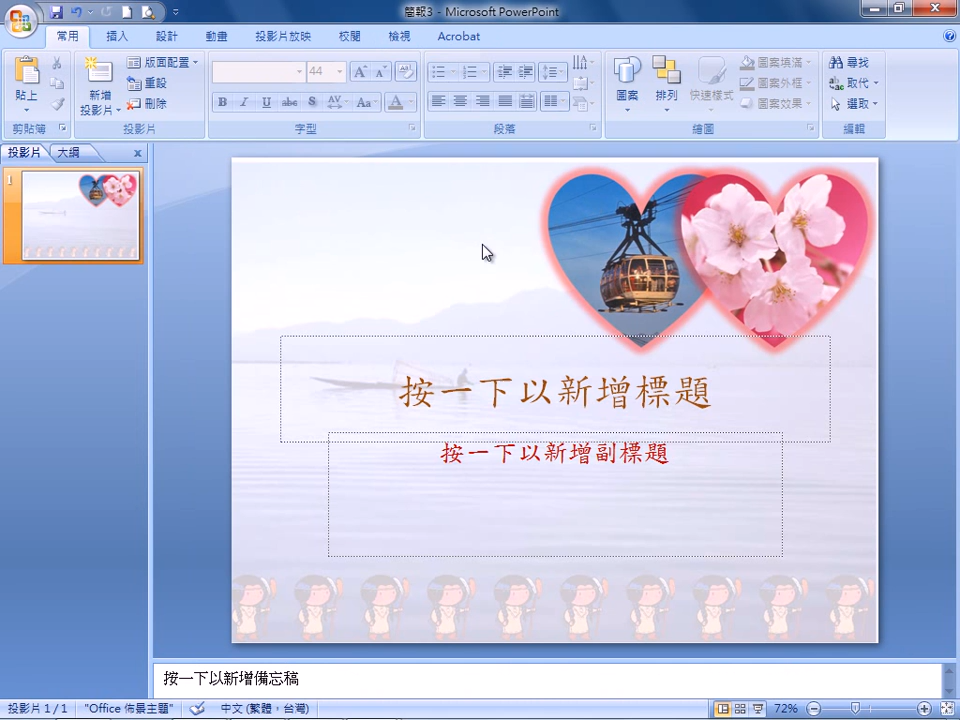 簡報3 - Microsoft PowerPoint
常用 插入 設計 動畫 投影片放映 校閱 檢視 Acrobat
貼上
剪貼簿
新增
投影片
版面配置
重設
刪除
投影片
44
B I U abc S AV Aa A
字型
段落
圖案
排列
快速樣式
圖案填滿
圖案外框
圖案效果
繪圖
尋找
取代
選取
編輯
投影片 大綱 x
1
按一下以新增標題
按一下以新增副標題
按一下以新增備忘稿
投影片 1 / 1 "Office 佈景主題" 中文 (繁體，台灣) 72%